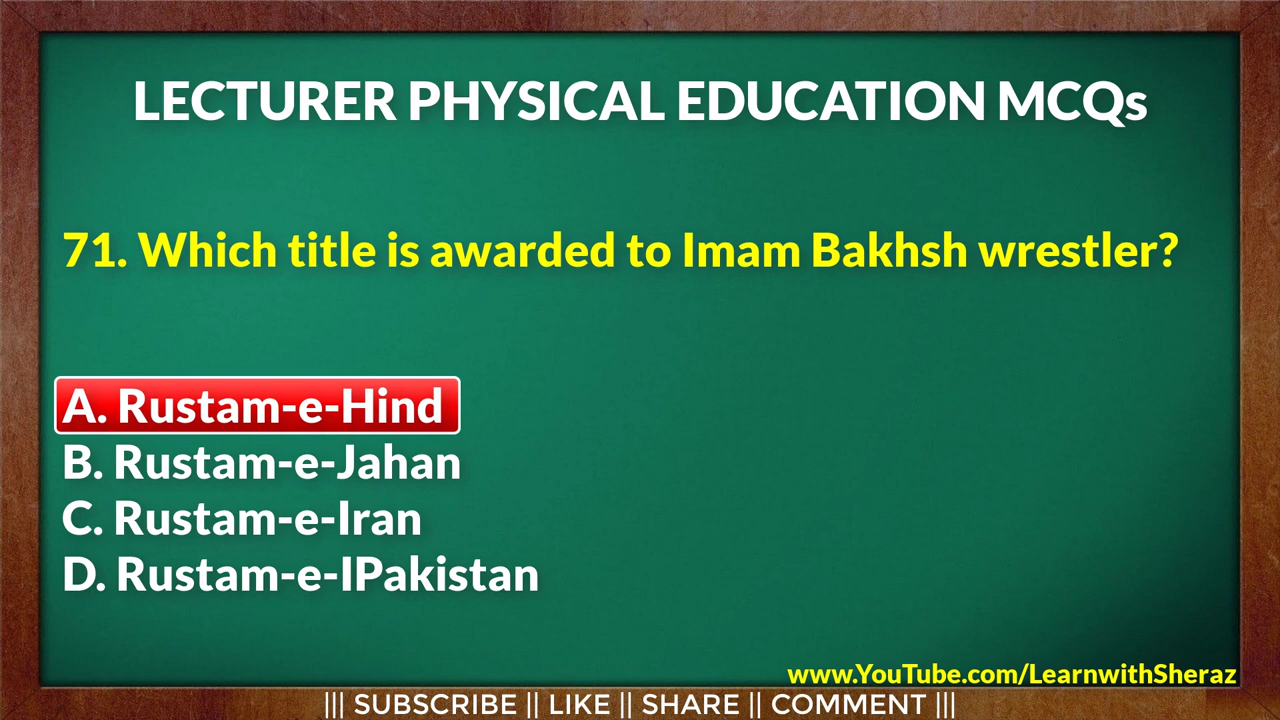 LECTURER PHYSICAL EDUCATION MCQs
71. Which title is awarded to Imam Bakhsh wrestler?
A. Rustam-e-Hind
B. Rustam-e-Jahan
C. Rustam-e-Iran
D. Rustam-e-IPakistan
www.YouTube.com/LearnwithSheraz
||| SUBSCRIBE || LIKE || SHARE || COMMENT |||